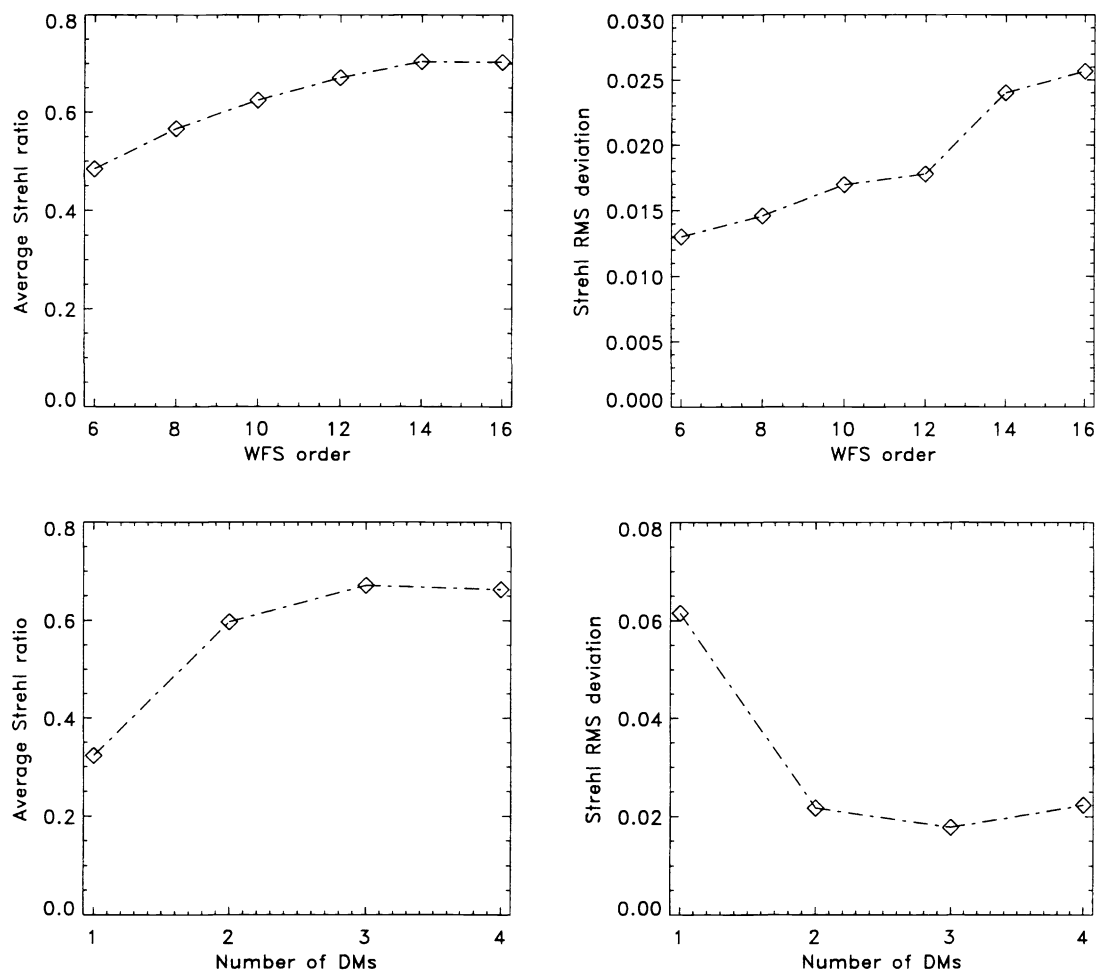 Average Strehl ratio
0.8
0.6
0.4
0.2
0.0
6 8 10 12 14 16
WFS order
Strehl RMS deviation
0.030
0.025
0.020
0.015
0.010
0.005
0.000
6 8 10 12 14 16
WFS order
Average Strehl ratio
0.8
0.6
0.4
0.2
0.0
1 2 3 4
Number of DMs
Strehl RMS deviation
0.08
0.06
0.04
0.02
0.00
1 2 3 4
Number of DMs